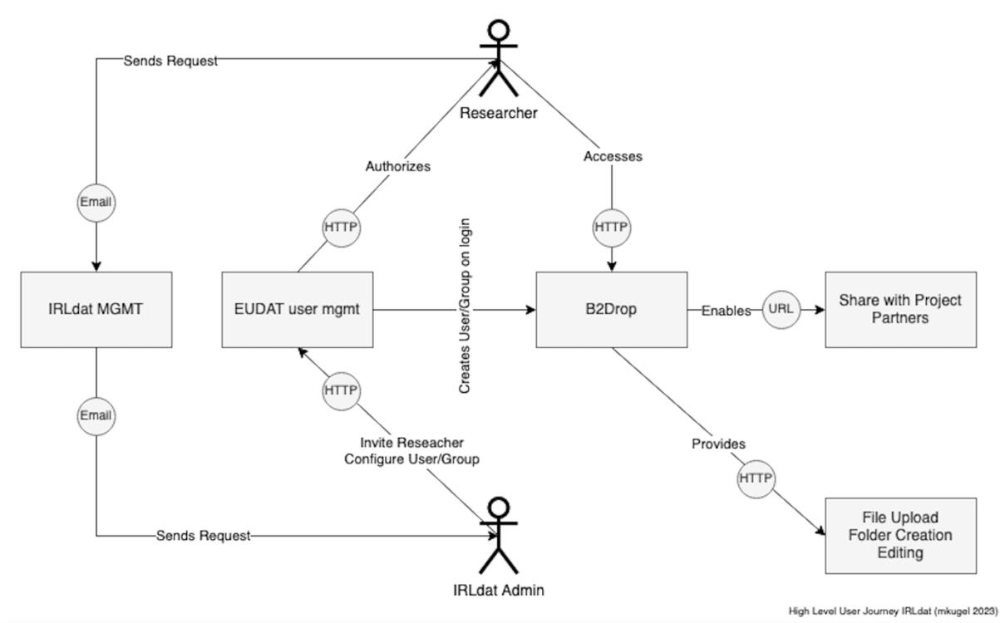 Sends Request
Researcher
Authorizes
Accesses
Email
HTTP
HTTP
Creates User/Group on login
IRLdat MGMT
EUDAT user mgmt
B2Drop
Enables
URL
Share with Project
Partners
HTTP
Email
Invite Reseacher
Configure User/Group
Provides
HTTP
File Upload
Folder Creation
Editing
Sends Request
IRLdat Admin
High Level User Journey IRLdat (mkugel 2023)